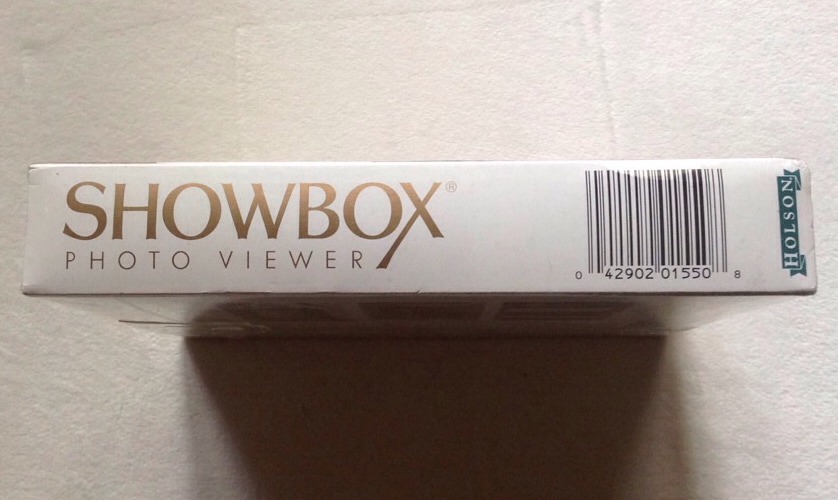 SHOWBOX®
PHOTO VIEWER
0 42902 01550 8
HOLSON